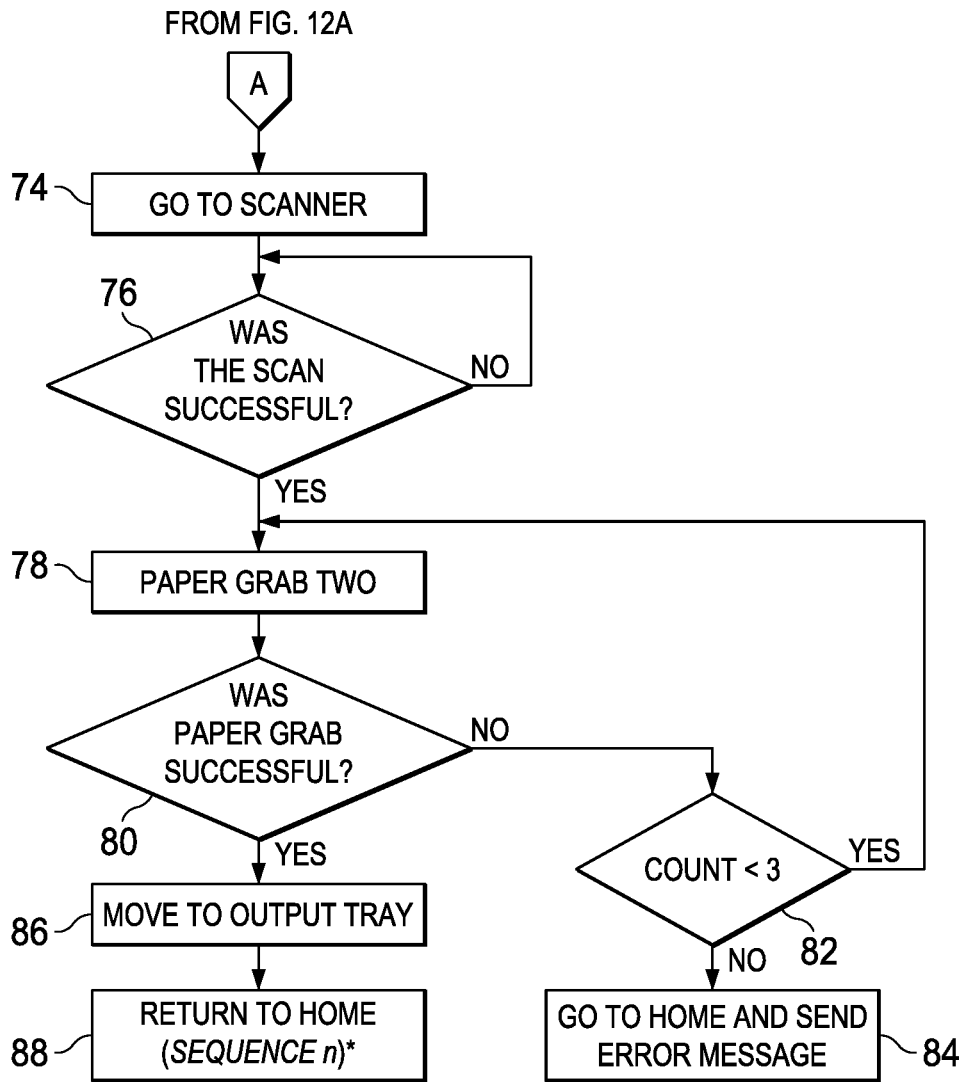 FROM FIG. 12A
A
74
GO TO SCANNER
76
WAS
THE SCAN
SUCCESSFUL?
NO
YES
78
PAPER GRAB TWO
WAS
PAPER GRAB
SUCCESSFUL?
NO
80
YES
COUNT < 3
YES
82
NO
86
MOVE TO OUTPUT TRAY
88
RETURN TO HOME
(SEQUENCE n)*
GO TO HOME AND SEND
ERROR MESSAGE
84